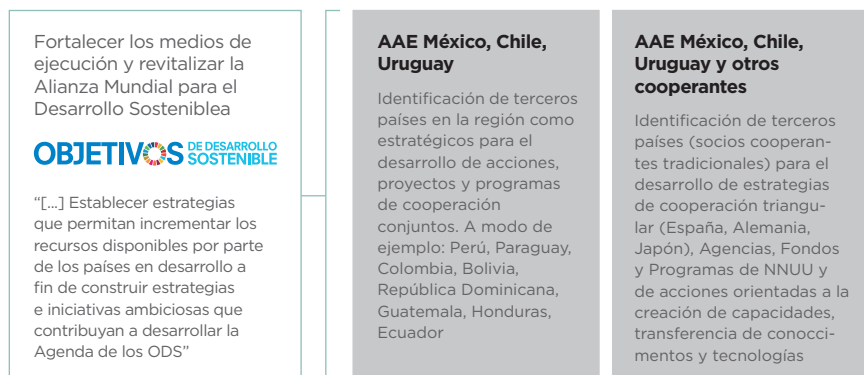 Fortalecer los medios de
ejecución y revitalizar la
Alianza Mundial para el
Desarrollo Sosteniblea
OBJETIVOS DE DESARROLLO
SOSTENIBLE
“[...] Establecer estrategias
que permitan incrementar los
recursos disponibles por parte
de los países en desarrollo a
fin de construir estrategias
e iniciativas ambiciosas que
contribuyan a desarrollar la
Agenda de los ODS”
AAE México, Chile,
Uruguay
Identificación de terceros
países en la región como
estratégicos para el
desarrollo de acciones,
proyectos y programas
de cooperación
conjuntos. A modo de
ejemplo: Perú, Paraguay,
Colombia, Bolivia,
República Dominicana,
Guatemala, Honduras,
Ecuador
AAE México, Chile,
Uruguay y otros
cooperantes
Identificación de terceros
países (socios cooperan-
tes tradicionales) para el
desarrollo de estrategias
de cooperación triangu-
lar (España, Alemania,
Japón), Agencias, Fondos
y Programas de NNUU y
de acciones orientadas a la
creación de capacidades,
transferencia de conocci-
mentos y tecnologías